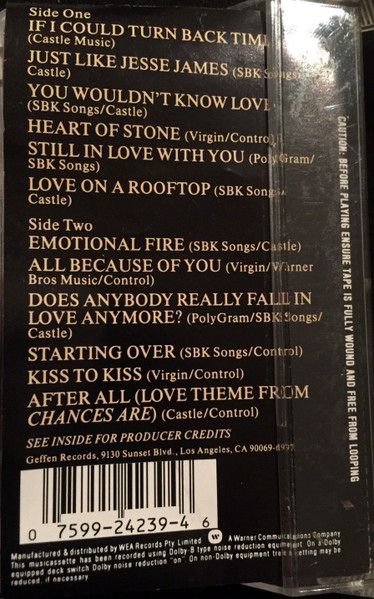 Side One
IF I COULD TURN BACK TIME
(Castle Music)
JUST LIKE JESSE JAMES (SBK Songs/
Castle)
YOU WOULDN'T KNOW LOVE
(SBK Songs/Castle)
HEART OF STONE (Virgin/Control)
STILL IN LOVE WITH YOU (PolyGram/
SBK Songs)
LOVE ON A ROOFTOP (SBK Songs/
Castle)
Side Two
EMOTIONAL FIRE (SBK Songs/Castle)
ALL BECAUSE OF YOU (Virgin/Warner
Bros Music/Control)
DOES ANYBODY REALLY FALL IN
LOVE ANYMORE? (PolyGram/SBK Songs/
Castle)
STARTING OVER (SBK Songs/Control)
KISS TO KISS (Virgin/Control)
AFTER ALL (LOVE THEME FROM
CHANCES ARE) (Castle/Control)
SEE INSIDE FOR PRODUCER CREDITS
Geffen Records, 9130 Sunset Blvd., Los Angeles, CA 90069-6197
0 7599-24239-4 6
Manufactured & distributed by WEA Records Pty Limited W A Warner Communications Company
This musicassette has been recorded using Dolby-B type noise reduction equipment. On a Dolby
equipped deck switch Dolby noise reduction "on". On non-Dolby equipment treble setting may be
reduced, if necessary
CAUTION: BEFORE PLAYING ENSURE TAPE IS FULLY WOUND AND FREE FROM LOOPING